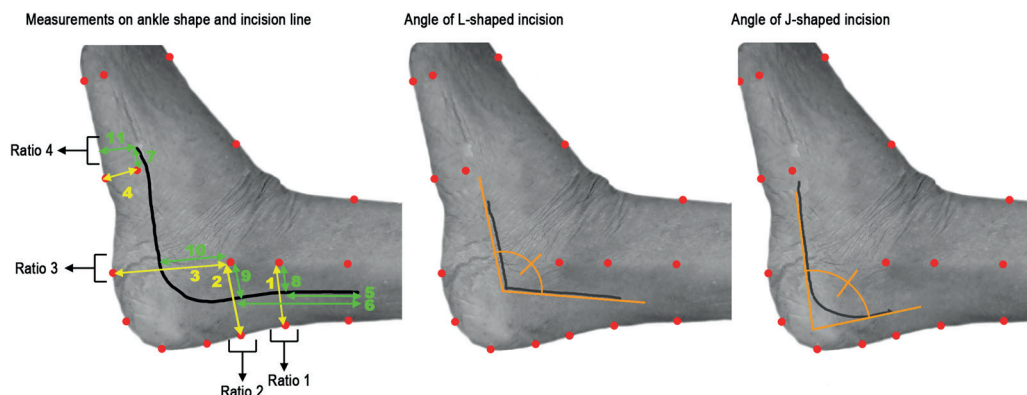 Measurements on ankle shape and incision line
Angle of L-shaped incision
Angle of J-shaped incision
11
Ratio 4
7
4
10
Ratio 3
3
2
9
1
8
5
6
Ratio 1
Ratio 2